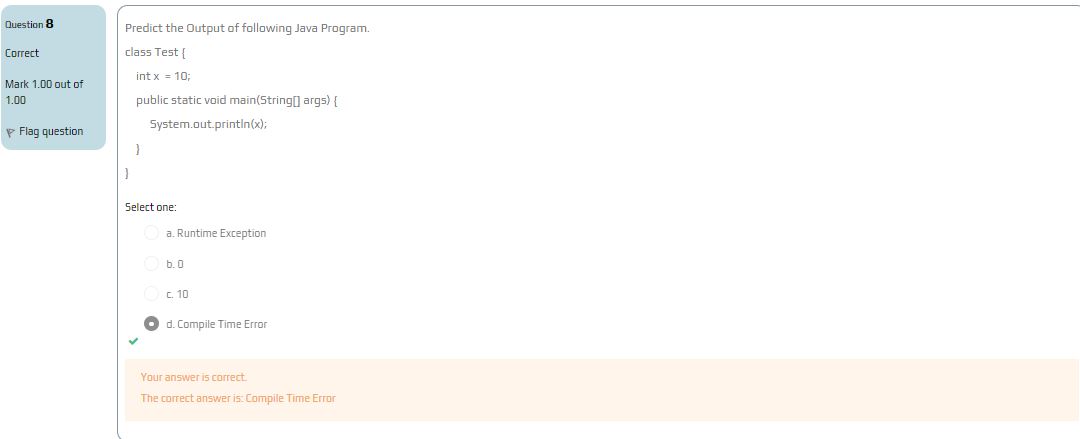 Question 8
Correct
Mark 1.00 out of
1.00
Flag question
Predict the Output of following Java Program.
class Test {
int x = 10;
public static void main(String[] args) {
System.out.println(x);
}
}
Select one:
a. Runtime Exception
b. 0
c. 10
d. Compile Time Error
Your answer is correct.
The correct answer is: Compile Time Error